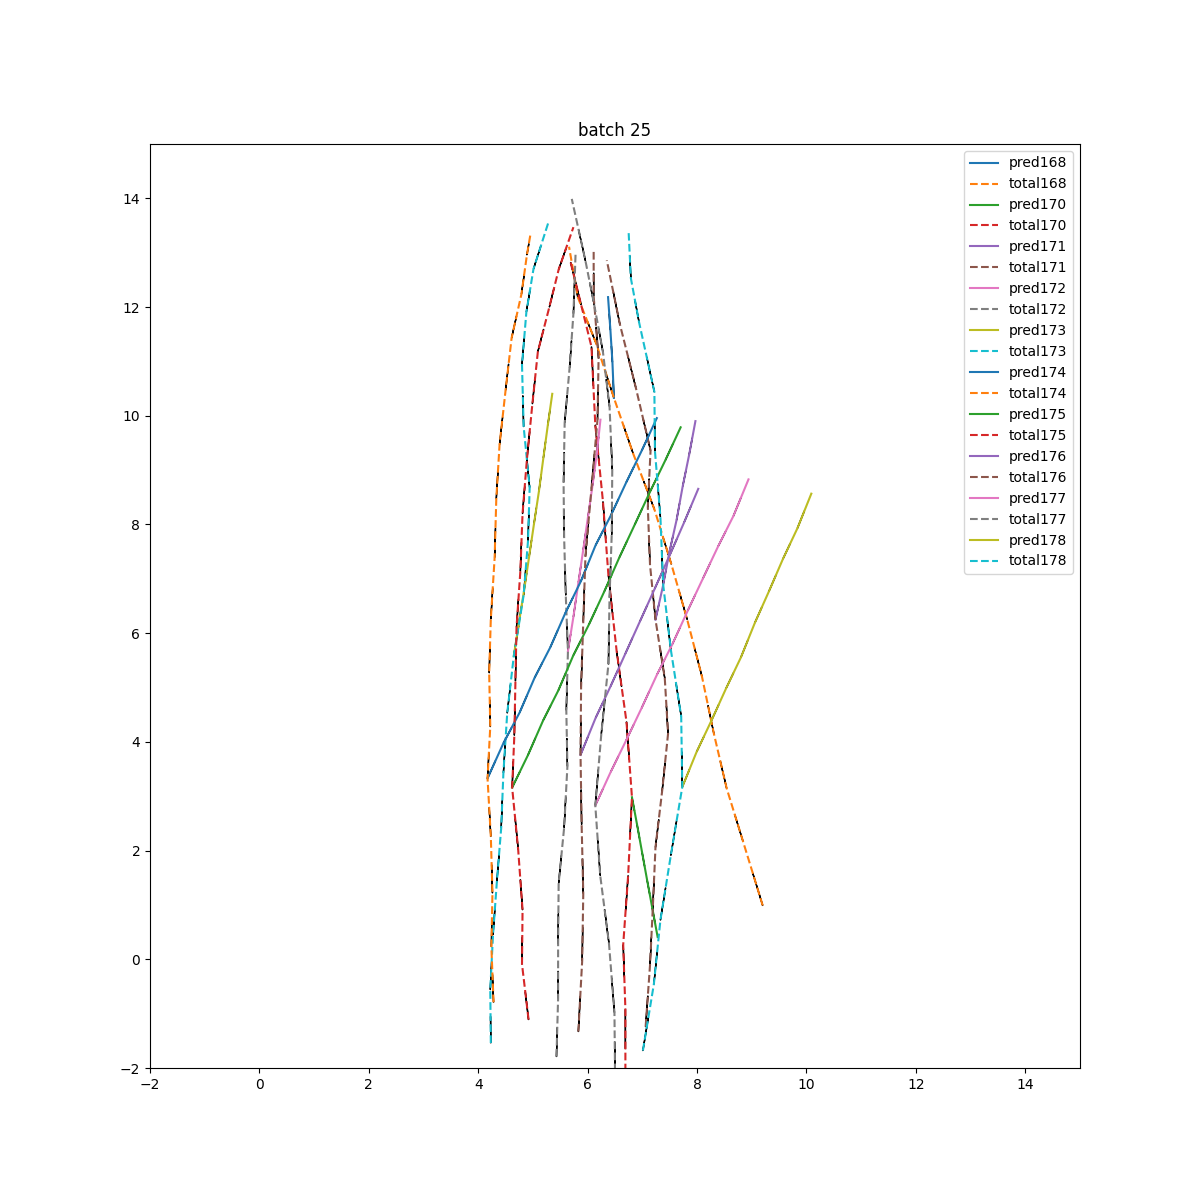 batch 25
pred168
total168
pred170
total170
pred171
total171
pred172
total172
pred173
total173
pred174
total174
pred175
total175
pred176
total176
pred177
total177
pred178
total178
14
12
10
8
6
4
2
0
−2
−2 0 2 4 6 8 10 12 14